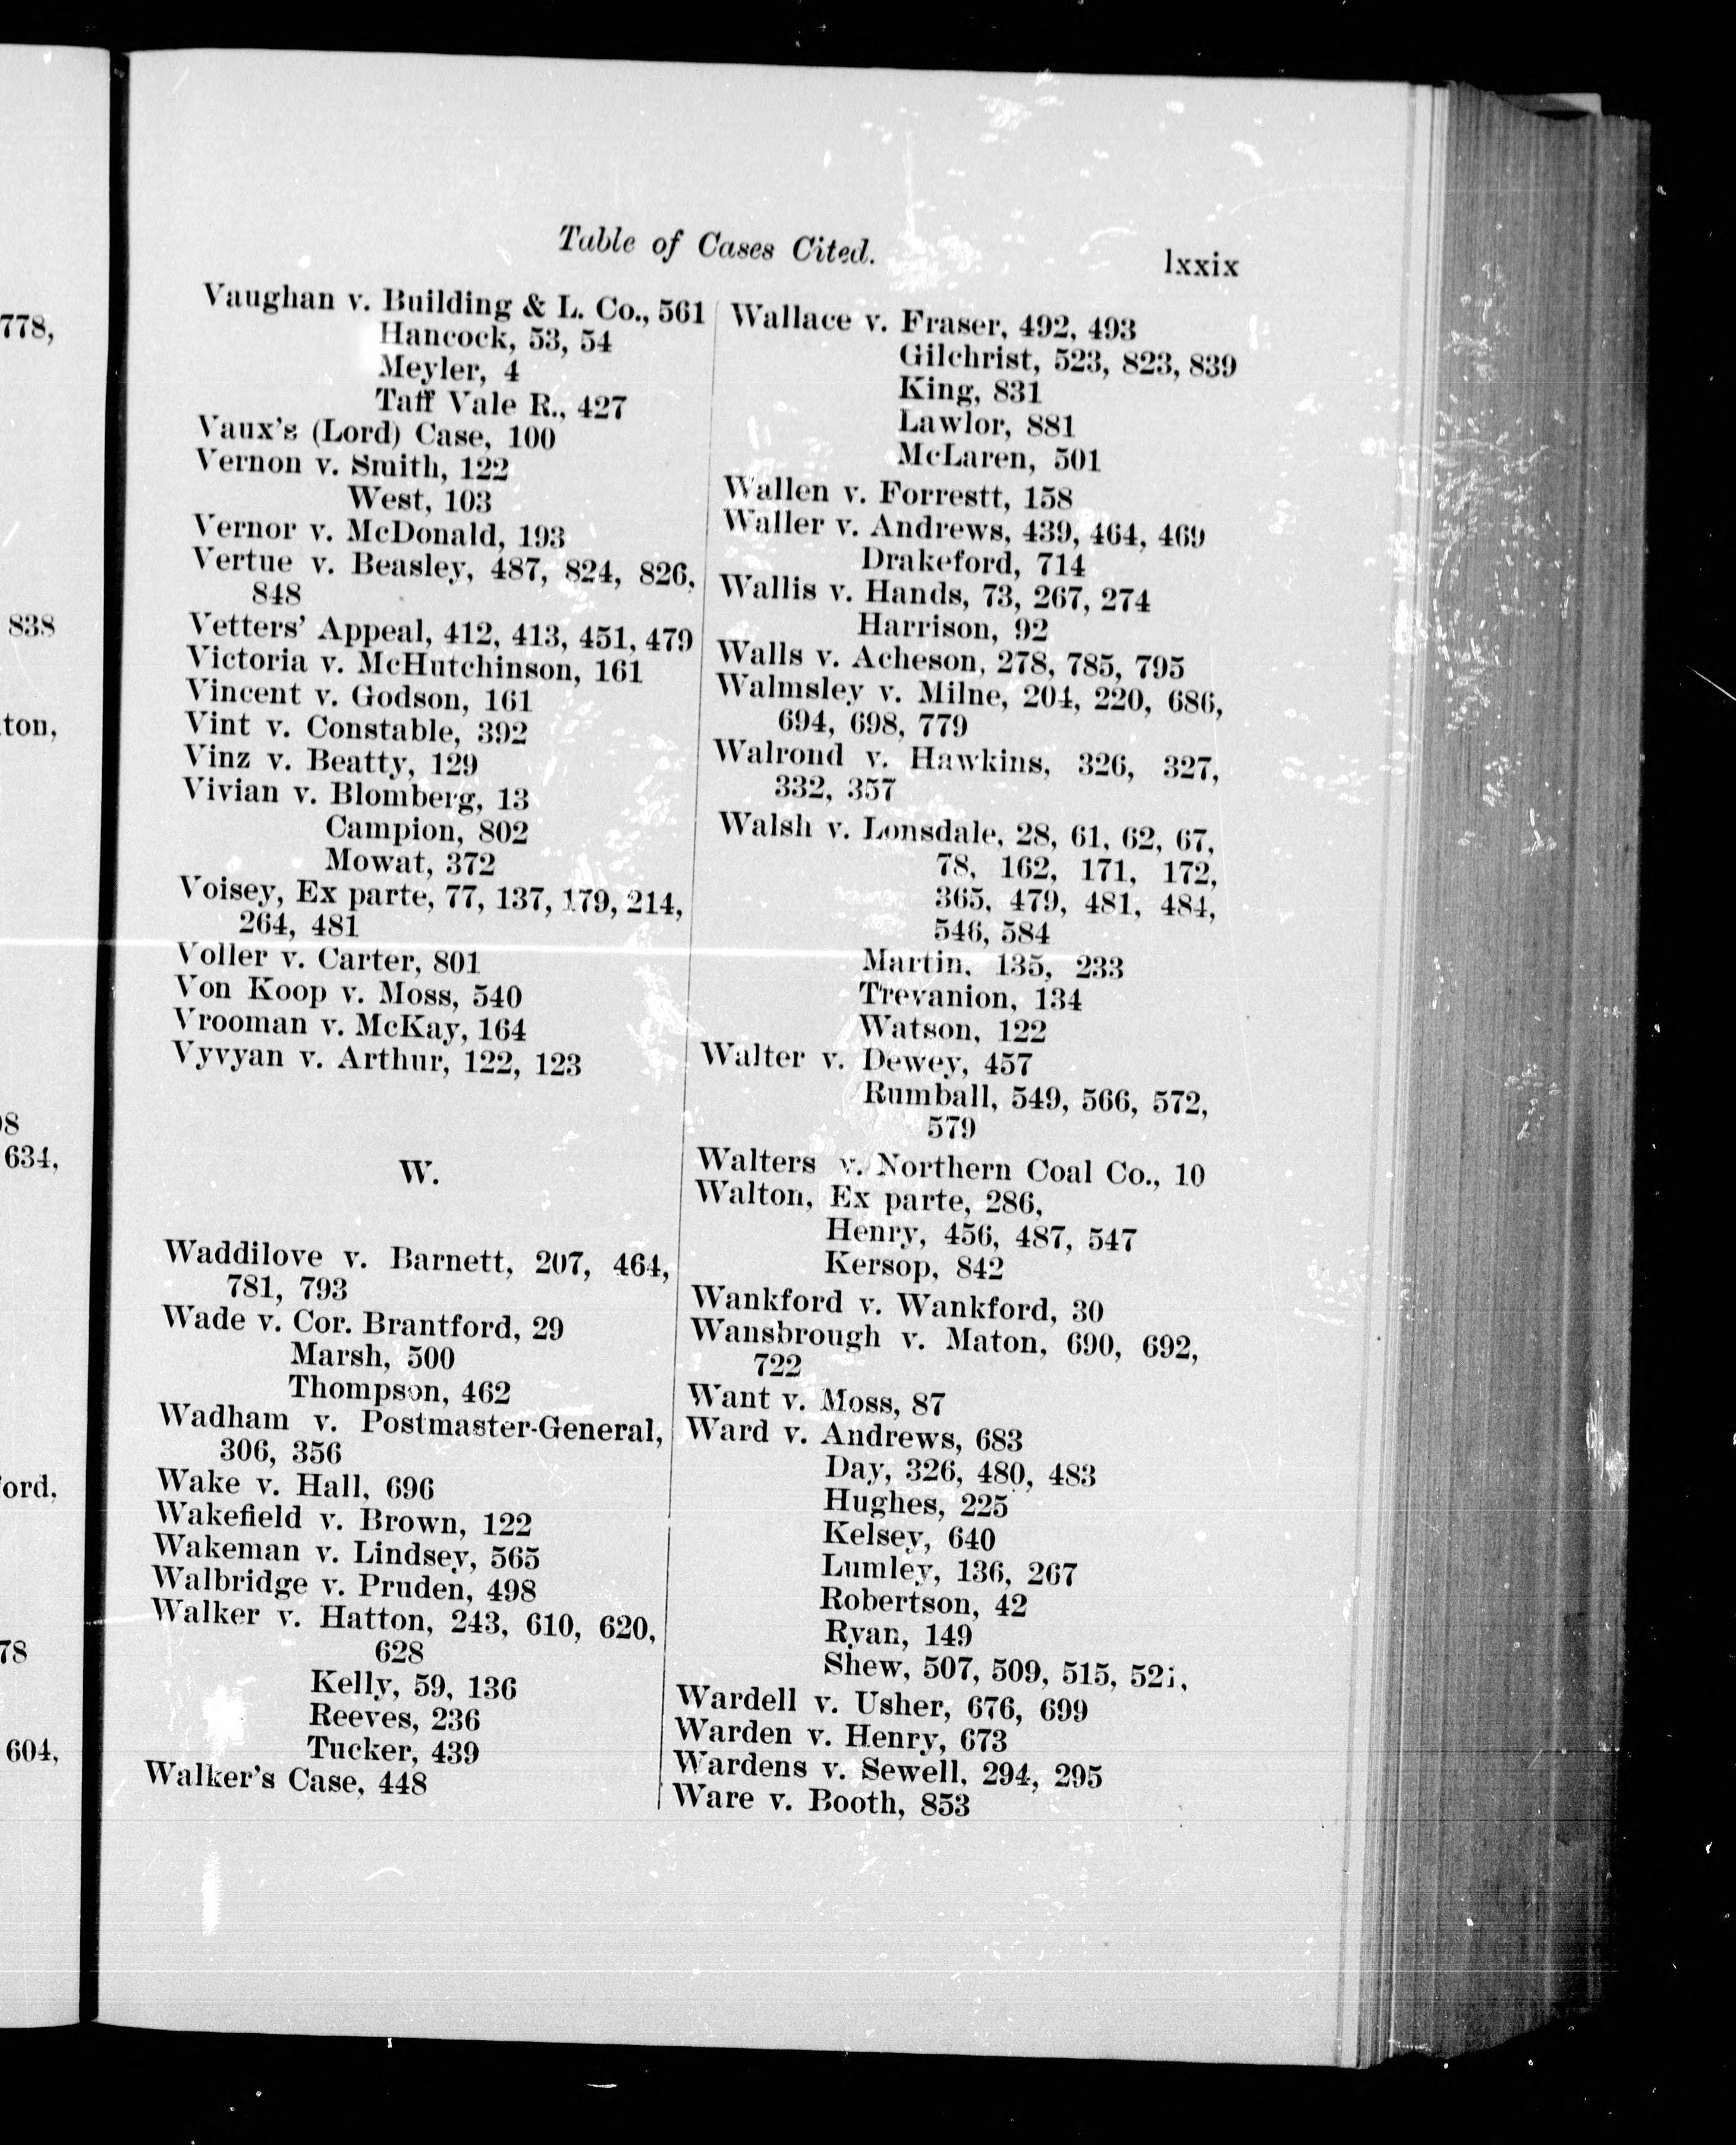 Table of Cases Cited.
lxxix
Vaughan v. Building & L. Co., 561
Hancock, 53, 54
Meyler, 4
Taff Vale R., 427
Vaux's (Lord) Case, 100
Vernon v. Smith, 122
West, 103
Vernor v. McDonald, 193
Vertue v. Beasley, 487, 824, 826,
848
Vetters' Appeal, 412, 413, 451, 479
Victoria v. McHutchinson, 161
Vincent v. Godson, 161
Vint v. Constable, 392
Vinz v. Beatty, 129
Vivian v. Blomberg, 13
Campion, 802
Mowat, 372
Voisey, Ex parte, 77, 137, 179, 214,
264, 481
Voller v. Carter, 801
Von Koop v. Moss, 540
Vrooman v. McKay, 164
Vyvyan v. Arthur, 122, 123
W.
Waddilove v. Barnett, 207, 464,
781, 793
Wade v. Cor. Brantford, 29
Marsh, 500
Thompson, 462
Wadham v. Postmaster-General,
306, 356
Wake v. Hall, 696
Wakefield v. Brown, 122
Wakeman v. Lindsey, 565
Walbridge v. Pruden, 498
Walker v. Hatton, 243, 610, 620,
628
Kelly, 59, 136
Reeves, 236
Tucker, 439
Walker's Case, 448
Wallace v. Fraser, 492, 493
Gilchrist, 523, 823, 839
King, 831
Lawlor, 881
McLaren, 501
Wallen v. Forrestt, 158
Waller v. Andrews, 439, 464, 469
Drakeford, 714
Wallis v. Hands, 73, 267, 274
Harrison, 92
Walls v. Acheson, 278, 785, 795
Walmsley v. Milne, 204, 220, 686,
694, 698, 779
Walrond v. Hawkins, 326, 327,
332, 357
Walsh v. Lonsdale, 28, 61, 62, 67,
78, 162, 171, 172,
365, 479, 481, 484,
546, 584
Martin, 135, 233
Trevanion, 134
Watson, 122
Walter v. Dewey, 457
Rumball, 549, 566, 572,
579
Walters v. Northern Coal Co., 10
Walton, Ex parte, 286,
Henry, 456, 487, 547
Kersop, 842
Wankford v. Wankford, 30
Wansbrough v. Maton, 690, 692,
722
Want v. Moss, 87
Ward v. Andrews, 683
Day, 326, 480, 483
Hughes, 225
Kelsey, 640
Lumley, 136, 267
Robertson, 42
Ryan, 149
Shew, 507, 509, 515,
Wardell v. Usher, 676, 699
Warden v. Henry, 673
Wardens v. Sewell, 294, 295
Ware v. Booth, 853
778,
838
634,
604,